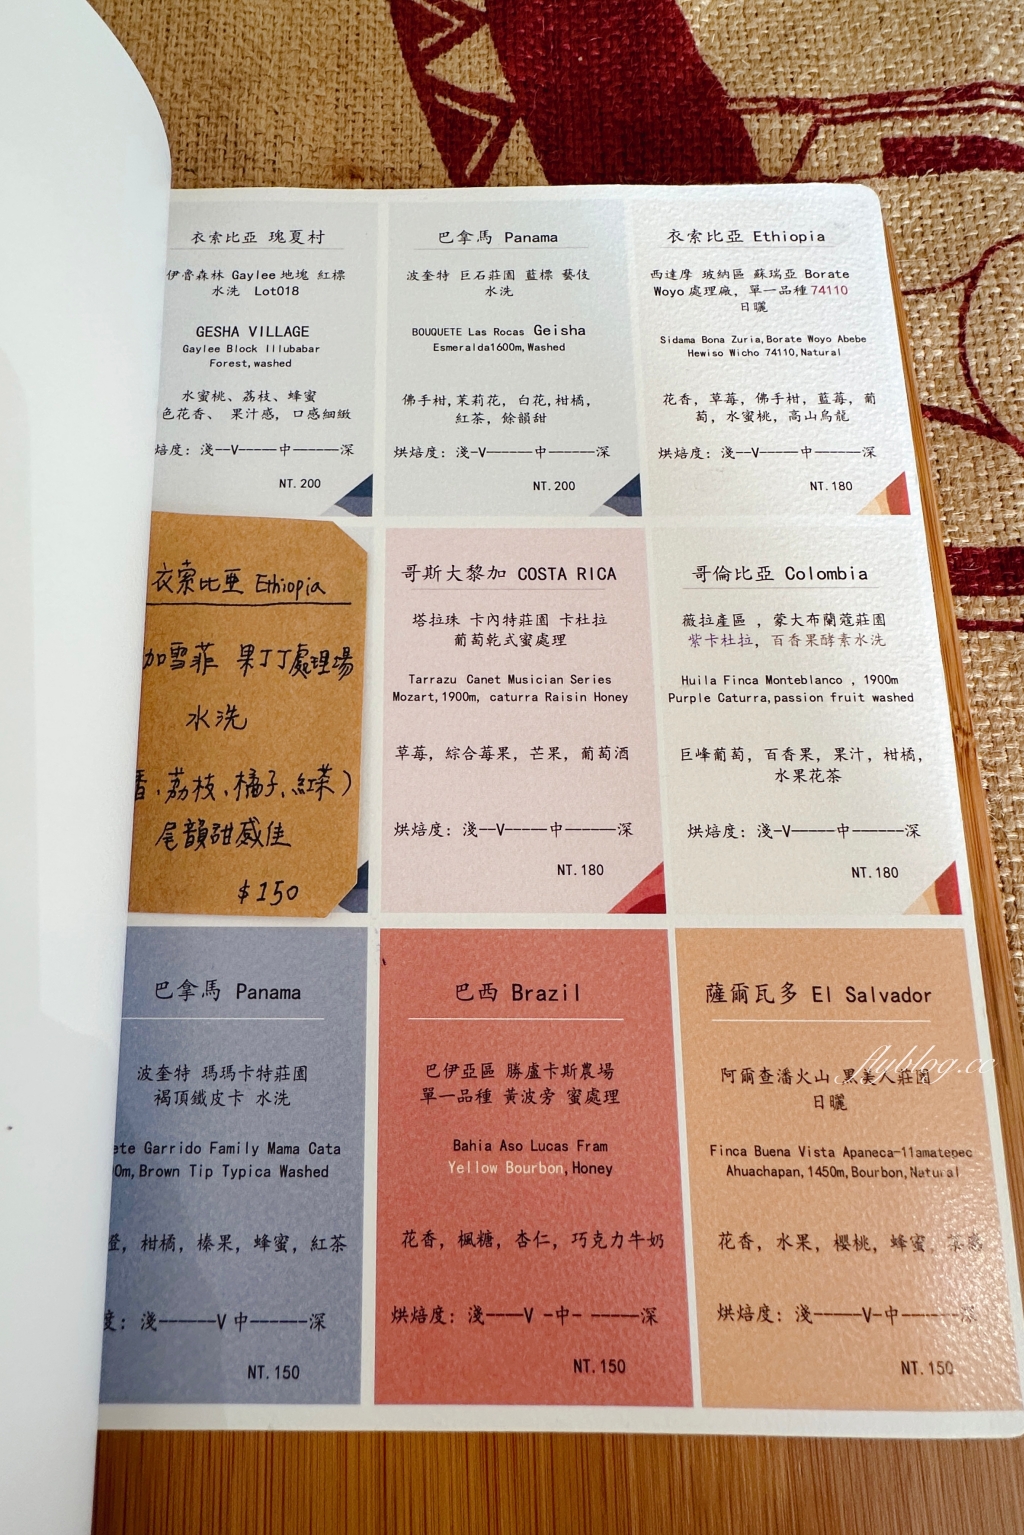 衣索比亞 瑰夏村
伊魯森林 Gaylee 地塊 紅標
水洗 Lot018
GESHA VILLAGE
Gaylee Block Illubabar
Forest,washed
水蜜桃、荔枝、蜂蜜
色花香、 果汁感, 口感細緻
焙度: 淺--V-----中------深
NT.200
巴拿馬 Panama
波奎特 巨石莊園 藍標 藝伎
水洗
BOUQUETE Las Rocas Geisha
Esmeralda1600m,Washed
佛手柑,茉莉花, 白花,柑橘,
紅茶, 餘韻甜
烘焙度: 淺-V------中------深
NT.200
衣索比亞 Ethiopia
西達摩 玻納區 蘇瑞亞 Borate
Woyo 處理廠, 單一品種 74110
日曬
Sidama Bona Zuria,Borate Woyo Abebe
Hewiso Wicho 74110,Natural
花香, 草莓, 佛手柑, 藍莓, 葡
萄, 水蜜桃, 高山烏龍
烘焙度: 淺--V-----中------深
NT.180
衣索比亞 Ethiopia
加雪菲 果丁丁處理場
水洗
香、荔枝、橘子、紅茶)
尾韻甜感佳
$150
哥斯大黎加 COSTA RICA
塔拉珠 卡內特莊園 卡杜拉
葡萄乾式蜜處理
Tarrazu Canet Musician Series
Mozart,1900m, caturra Raisin Honey
草莓, 綜合莓果, 芒果, 葡萄酒
烘焙度: 淺--V-----中------深
NT.180
哥倫比亞 Colombia
薇拉產區 , 蒙大布蘭蔻莊園
紫卡杜拉, 百香果酵素水洗
Huila Finca Monteblanco , 1900m
Purple Caturra,passion fruit washed
巨峰葡萄, 百香果, 果汁, 柑橘,
水果花茶
烘焙度: 淺-V-----中------深
NT.180
巴拿馬 Panama
波奎特 瑪瑪卡特莊園
褐頂鐵皮卡 水洗
ete Garrido Family Mama Cata
0m,Brown Tip Typica Washed
橙, 柑橘, 榛果, 蜂蜜, 紅茶
度: 淺------V 中------深
NT.150
巴西 Brazil
巴伊亞區 勝盧卡斯農場
單一品種 黃波旁 蜜處理
Bahia Aso Lucas Fram
Yellow Bourbon,Honey
花香, 楓糖, 杏仁, 巧克力牛奶
烘焙度: 淺----V -中- -----深
NT.150
薩爾瓦多 El Salvador
阿爾查潘火山 黑美人莊園
日曬
Finca Buena Vista Apaneca-11amatepec
Ahuachapan,1450m,Bourbon,Natural
花香, 水果, 櫻桃, 蜂蜜, 茶感
烘焙度: 淺------V-中------深
NT.150
flyblog.cc